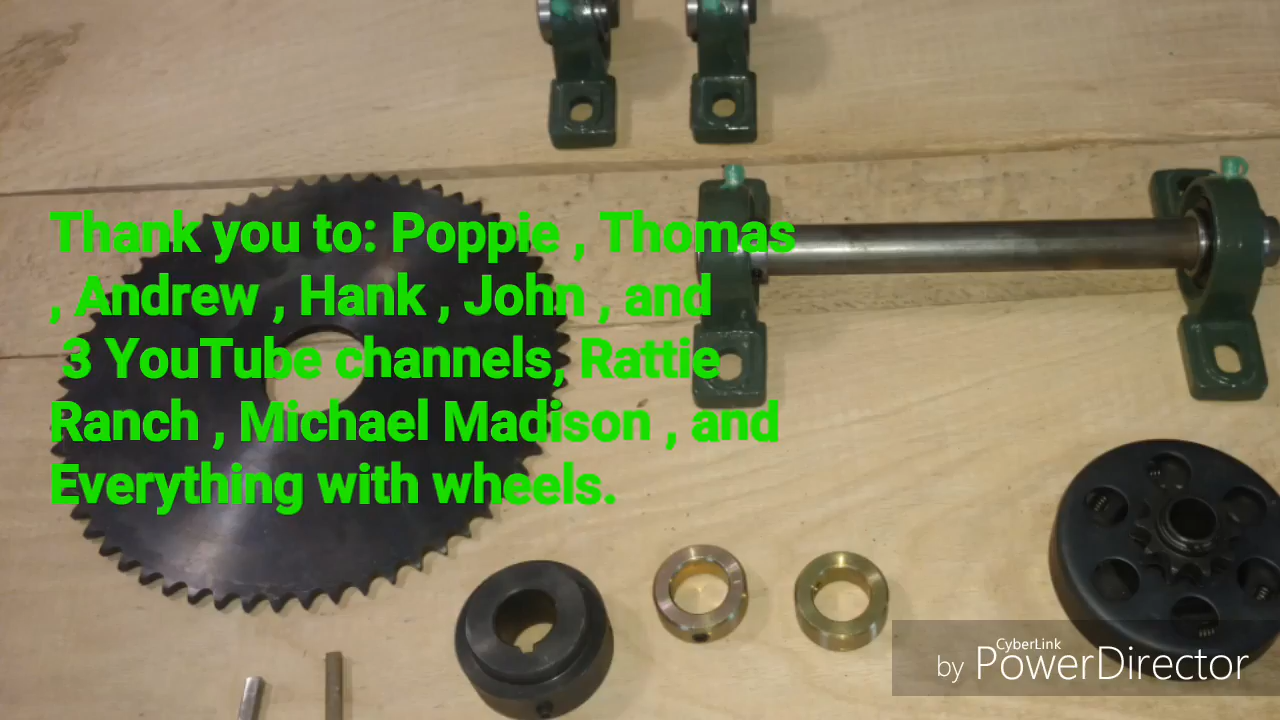 Thank you to: Poppie , Thomas
, Andrew , Hank , John , and
3 YouTube channels, Rattie
Ranch , Michael Madison , and
Everything with wheels.
CyberLink
by PowerDirector